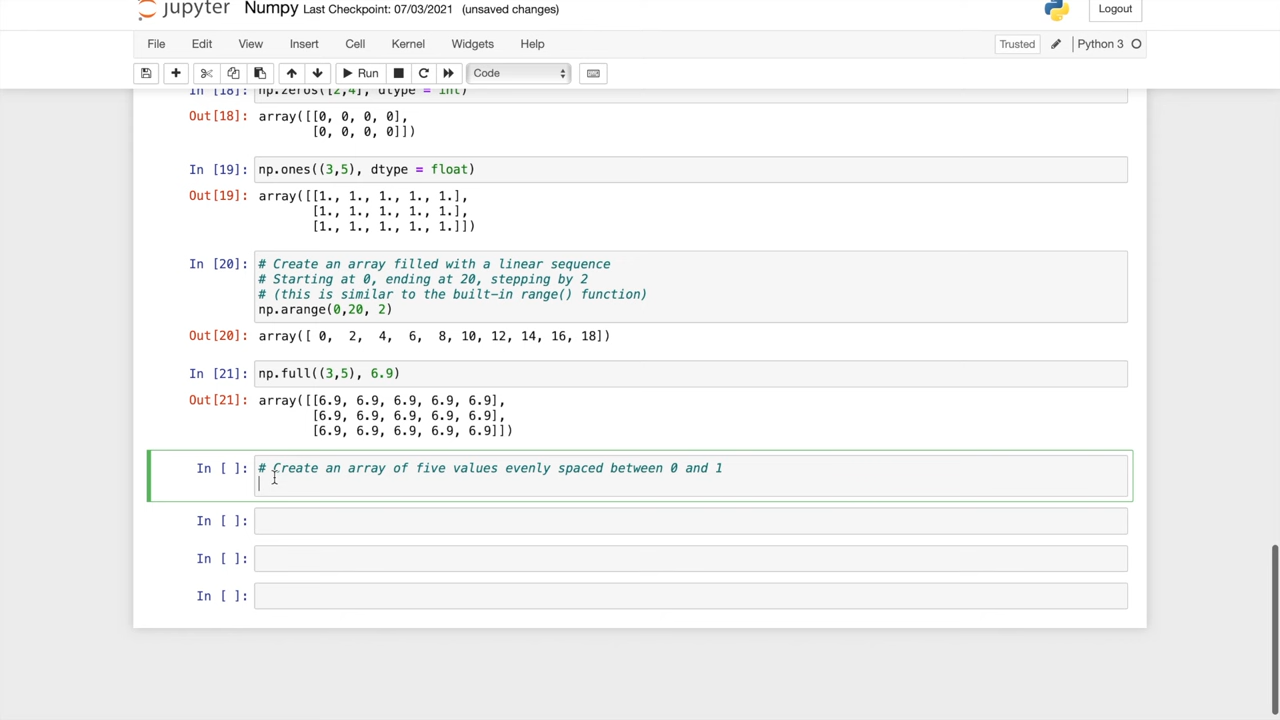 jupyter Numpy Last Checkpoint: 07/03/2021 (unsaved changes) Logout
File Edit View Insert Cell Kernel Widgets Help Trusted Python 3
Run Code
In [18]: np.zeros([2,4], dtype = int)
Out[18]: array([[0, 0, 0, 0],
[0, 0, 0, 0]])
In [19]: np.ones((3,5), dtype = float)
Out[19]: array([[1., 1., 1., 1., 1.],
[1., 1., 1., 1., 1.],
[1., 1., 1., 1., 1.]])
In [20]: # Create an array filled with a linear sequence
# Starting at 0, ending at 20, stepping by 2
# (this is similar to the built-in range() function)
np.arange(0,20, 2)
Out[20]: array([ 0, 2, 4, 6, 8, 10, 12, 14, 16, 18])
In [21]: np.full((3,5), 6.9)
Out[21]: array([[6.9, 6.9, 6.9, 6.9, 6.9],
[6.9, 6.9, 6.9, 6.9, 6.9],
[6.9, 6.9, 6.9, 6.9, 6.9]])
In [ ]: # Create an array of five values evenly spaced between 0 and 1
In [ ]:
In [ ]:
In [ ]: